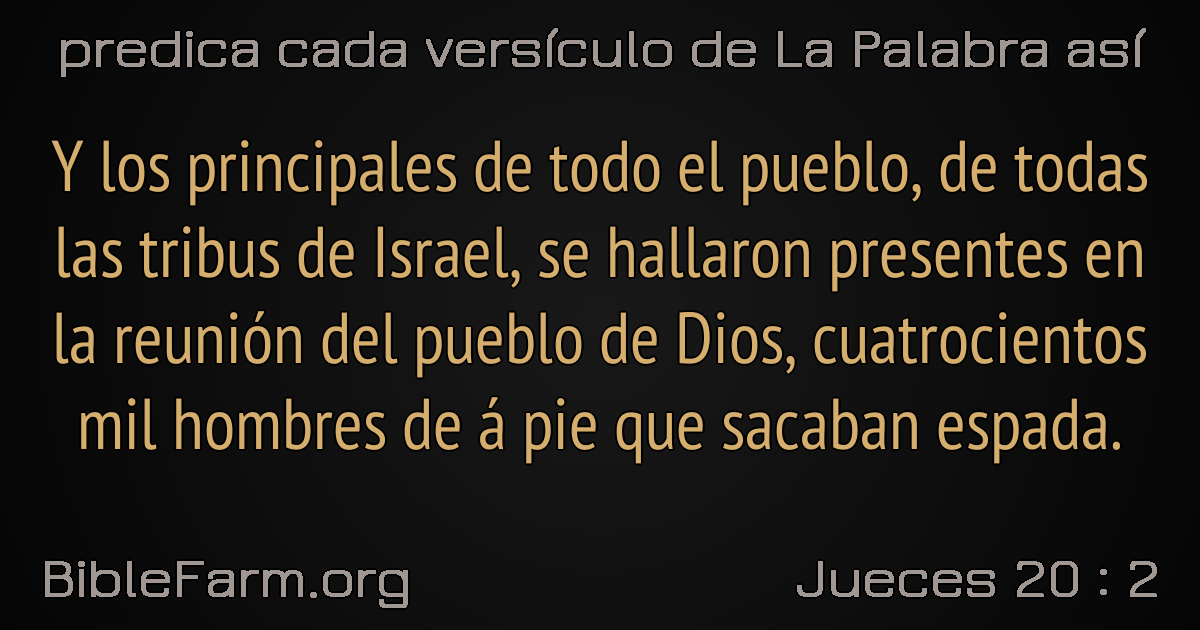 predica cada versículo de La Palabra así
Y los principales de todo el pueblo, de todas
las tribus de Israel, se hallaron presentes en
la reunión del pueblo de Dios, cuatrocientos
mil hombres de á pie que sacaban espada.
BibleFarm.org
Jueces 20 : 2